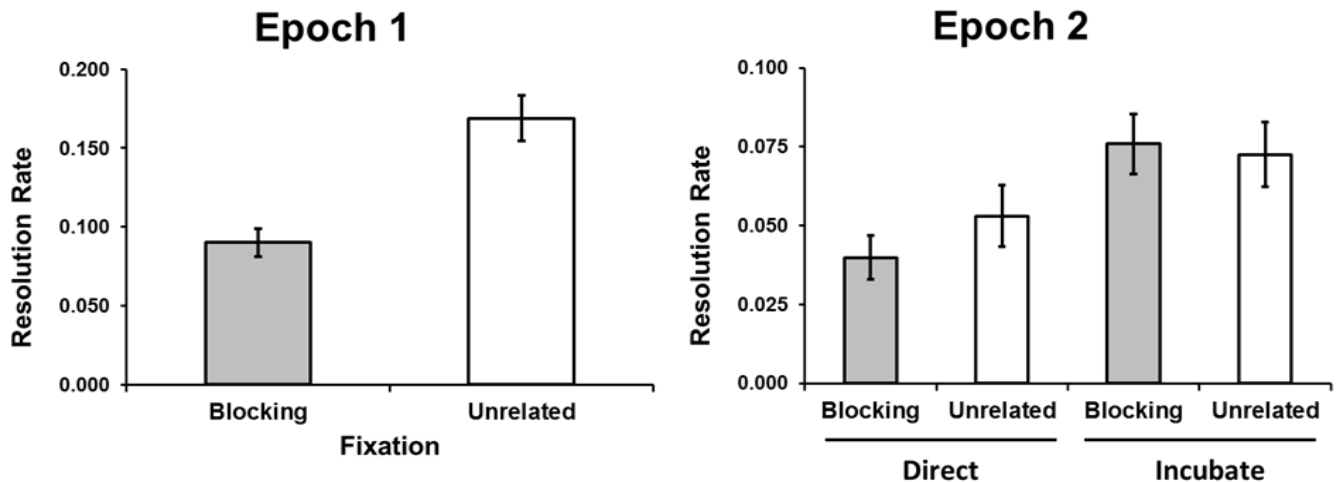 Epoch 1
Resolution Rate
0.200
0.150
0.100
0.050
0.000
Blocking Unrelated
Fixation
Epoch 2
Resolution Rate
0.100
0.075
0.050
0.025
0.000
Blocking Unrelated Blocking Unrelated
Direct Incubate